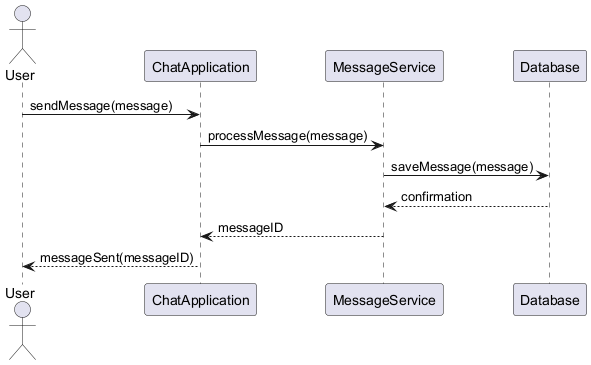 User
ChatApplication
MessageService
Database
sendMessage(message)
processMessage(message)
saveMessage(message)
confirmation
messageID
messageSent(messageID)
User
ChatApplication
MessageService
Database